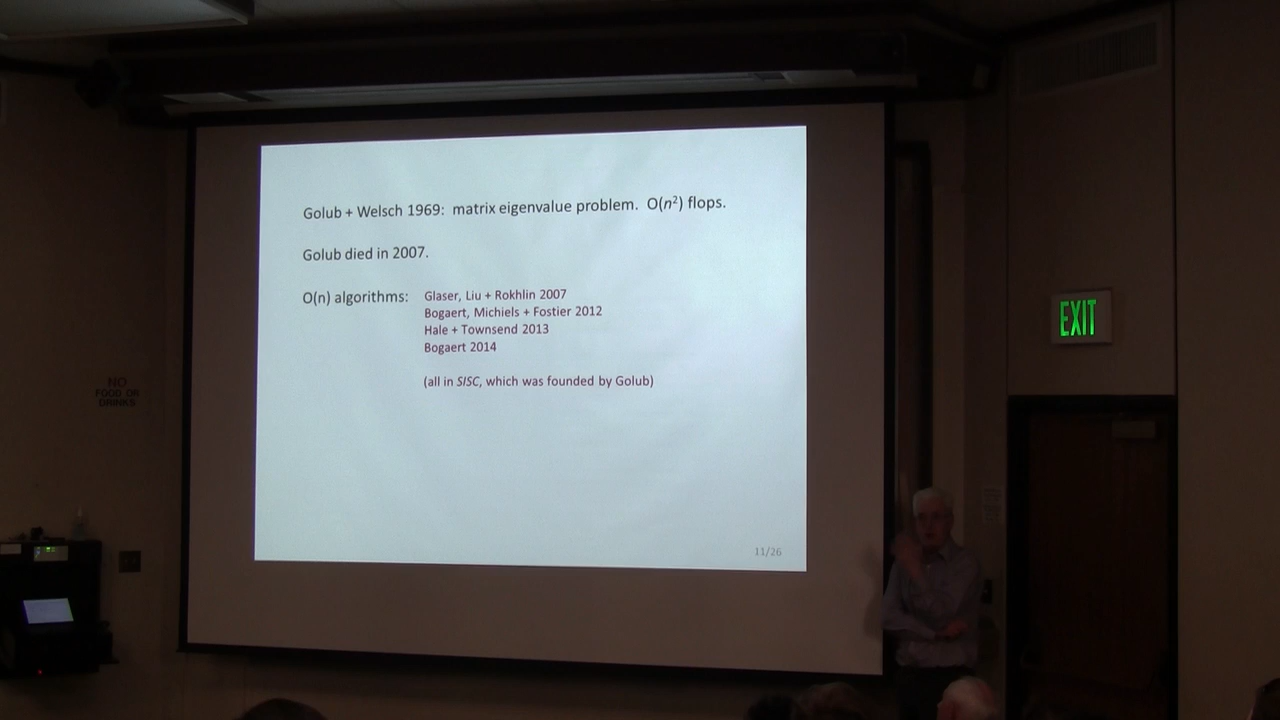 Golub + Welsch 1969: matrix eigenvalue problem. O(n²) flops.
Golub died in 2007.
O(n) algorithms: Glaser, Liu + Rokhlin 2007
Bogaert, Michiels + Fostier 2012
Hale + Townsend 2013
Bogaert 2014
(all in SISC, which was founded by Golub)
11/26
EXIT
NO
FOOD OR
DRINKS